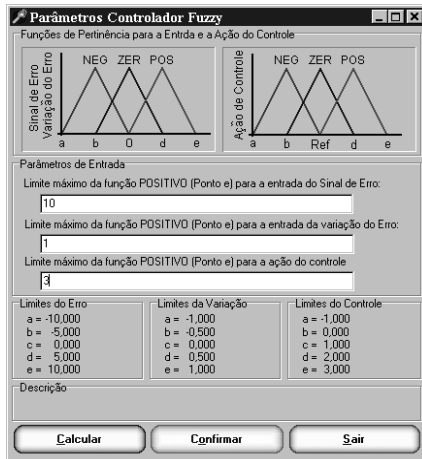 Parâmetros Controlador Fuzzy
Funções de Pertinência para a Entrda e a Ação do Controle
Sinal de Erro
Variação do Erro
NEG ZER POS
a b 0 d e
Ação de Controle
NEG ZER POS
a b Ref d e
Parâmetros de Entrada
Limite máximo da função POSITIVO (Ponto e) para a entrada do Sinal de Erro:
10
Limite máximo da função POSITIVO (Ponto e) para a entrada da variação do Erro:
1
Limite máximo da função POSITIVO (Ponto e) para a ação do controle
3
Limites do Erro
a = -10,000
b = -5,000
c = 0,000
d = 5,000
e = 10,000
Limites da Variação
a = -1,000
b = -0,500
c = 0,000
d = 0,500
e = 1,000
Limites do Controle
a = -1,000
b = 0,000
c = 1,000
d = 2,000
e = 3,000
Descrição
Calcular Confirmar Sair